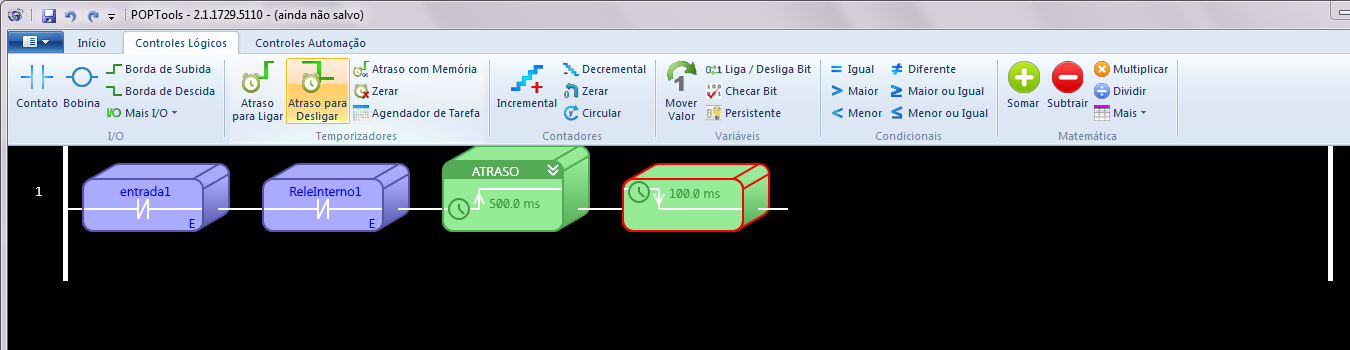 POPTools - 2.1.1729.5110 - (ainda não salvo)
Início Controles Lógicos Controles Automação
Contato
Bobina
Borda de Subida
Borda de Descida
I/O Mais I/O
I/O
Atraso para Ligar
Atraso para Desligar
Atraso com Memória
Zerar
Agendador de Tarefa
Temporizadores
Incremental
Decremental
Zerar
Circular
Contadores
Mover Valor
Liga / Desliga Bit
Checar Bit
Persistente
Variáveis
= Igual
> Maior
< Menor
≠ Diferente
≥ Maior ou Igual
≤ Menor ou Igual
Condicionais
Somar
Subtrair
Multiplicar
Dividir
Mais
Matemática
1
entrada1
E
ReleInterno1
E
ATRASO
500.0 ms
100.0 ms